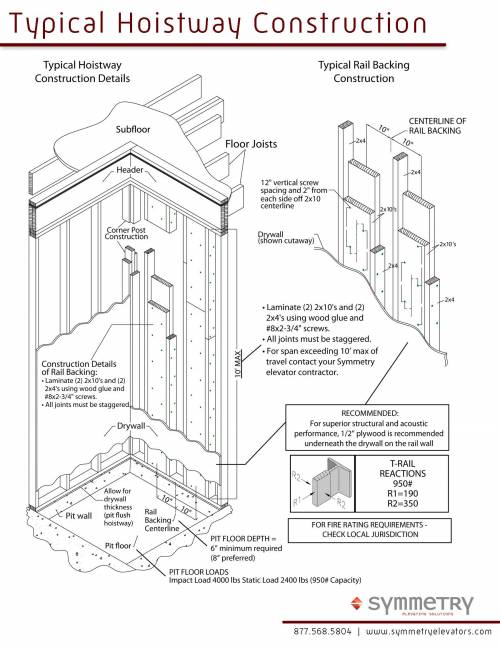 Typical Hoistway Construction
Typical Hoistway
Construction Details
Typical Rail Backing
Construction
Subfloor
Floor Joists
Header
Corner Post
Construction
Construction Details
of Rail Backing:
• Laminate (2) 2x10's and (2)
2x4's using wood glue and
#8x2-3/4" screws.
• All joints must be staggered.
Drywall
Allow for
drywall
thickness
(pit flush
hoistway)
Pit wall
Pit floor
10"
10"
Rail
Backing
Centerline
10' MAX.
PIT FLOOR DEPTH =
6" minimum required
(8" preferred)
PIT FLOOR LOADS
Impact Load 4000 lbs Static Load 2400 lbs (950# Capacity)
CENTERLINE OF
RAIL BACKING
10"
10"
2x4
2x4
12" vertical screw
spacing and 2" from
each side off 2x10
centerline
2x10's
Drywall
(shown cutaway)
2x10's
2x4
2x4
• Laminate (2) 2x10's and (2)
2x4's using wood glue and
#8x2-3/4" screws.
• All joints must be staggered.
• For span exceeding 10' max of
travel contact your Symmetry
elevator contractor.
RECOMMENDED:
For superior structural and acoustic
performance, 1/2" plywood is recommended
underneath the drywall on the rail wall
R2
R1
R2
T-RAIL
REACTIONS
950#
R1=190
R2=350
FOR FIRE RATING REQUIREMENTS -
CHECK LOCAL JURISDICTION
SYMMETRY
ELEVATING SOLUTIONS
877.568.5804 | www.symmetryelevators.com